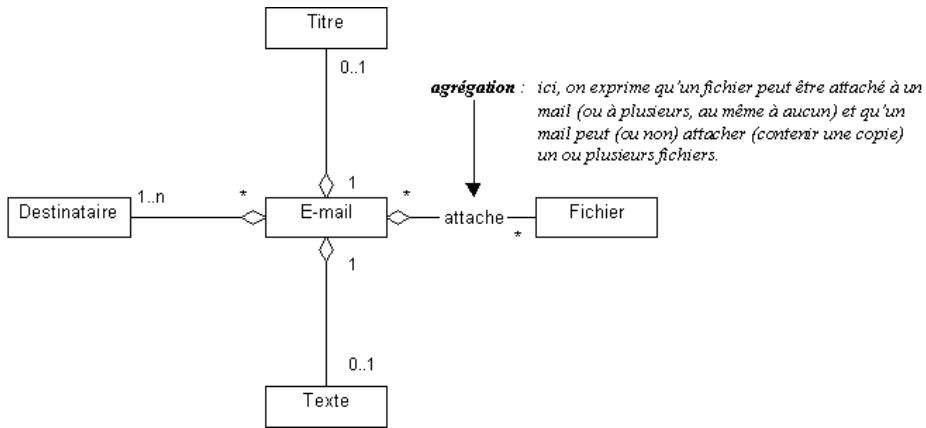 Titre
0..1
agrégation : ici, on exprime qu'un fichier peut être attaché à un
mail (ou à plusieurs, au même à aucun) et qu'un
mail peut (ou non) attacher (contenir une copie)
un ou plusieurs fichiers.
1
Destinataire
1..n
*
E-mail
*
attache
*
Fichier
1
0..1
Texte